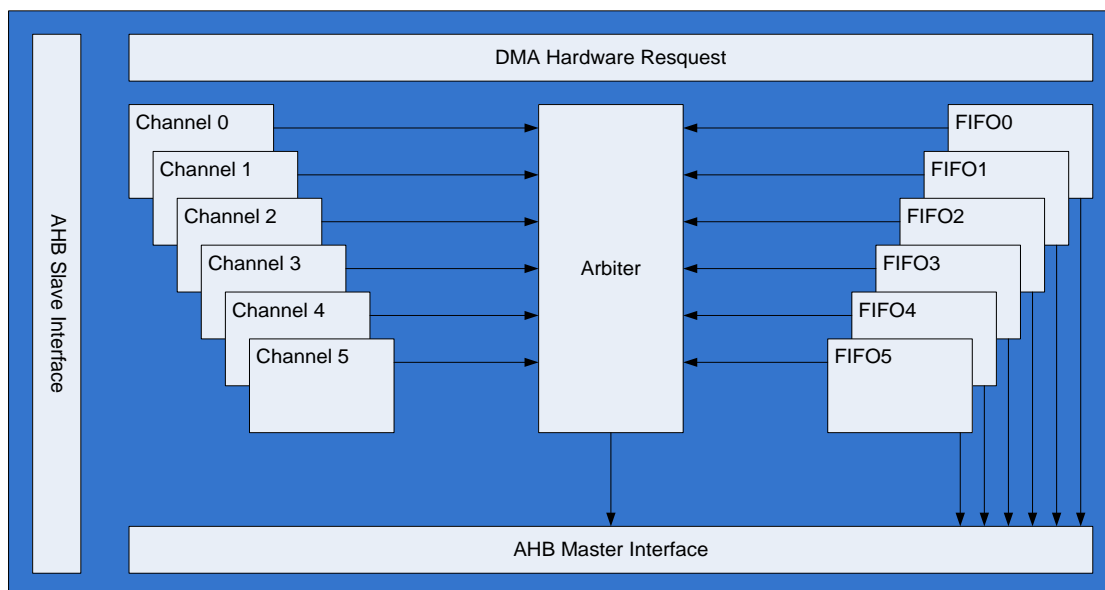 DMA Hardware Resquest
AHB Slave Interface
Channel 0
Channel 1
Channel 2
Channel 3
Channel 4
Channel 5
Arbiter
FIFO0
FIFO1
FIFO2
FIFO3
FIFO4
FIFO5
AHB Master Interface